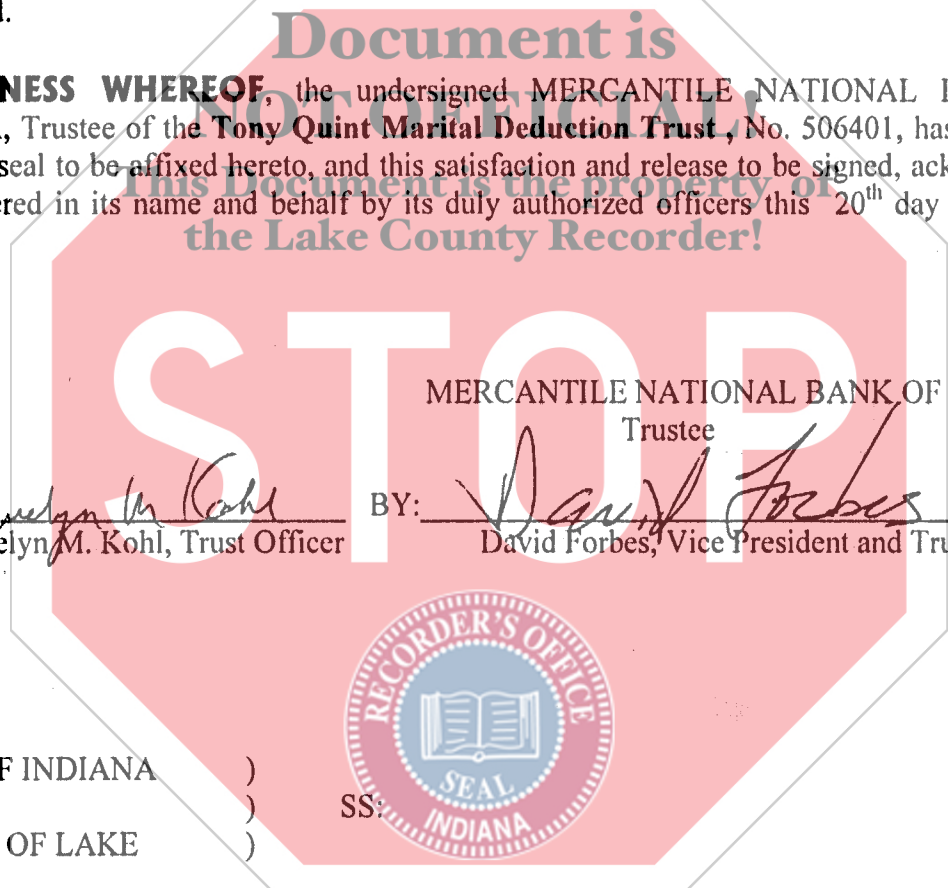 d.
Document is
NESS WHEREOF, the undersigned MERCANTILE NATIONAL
NOT OFFICIAL!
, Trustee of the Tony Quint Marital Deduction Trust, No. 506401, has
seal to be affixed hereto, and this satisfaction and release to be signed, ack
This Document is the property of
ered in its name and behalf by its duly authorized officers this 20th day
the Lake County Recorder!
STOP
MERCANTILE NATIONAL BANK OF
Trustee
elyn M Kohl BY: David Forbes
elyn M. Kohl, Trust Officer David Forbes, Vice President and Tru
RECORDER'S OFFICE
SEAL
INDIANA
F INDIANA )
) SS:
OF LAKE )